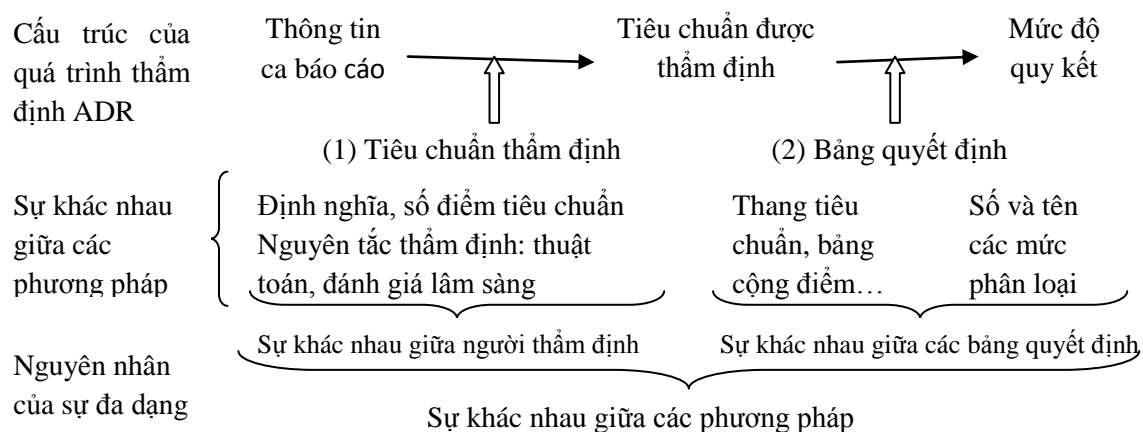 Cấu trúc của
quá trình thẩm
định ADR
Thông tin
ca báo cáo
Tiêu chuẩn được
thẩm định
Mức độ
quy kết
(1) Tiêu chuẩn thẩm định
(2) Bảng quyết định
Sự khác nhau
giữa các
phương pháp
Định nghĩa, số điểm tiêu chuẩn
Nguyên tắc thẩm định: thuật
toán, đánh giá lâm sàng
Thang tiêu
chuẩn, bảng
cộng điểm…
Số và tên
các mức
phân loại
Nguyên nhân
của sự đa dạng
Sự khác nhau giữa người thẩm định
Sự khác nhau giữa các bảng quyết định
Sự khác nhau giữa các phương pháp